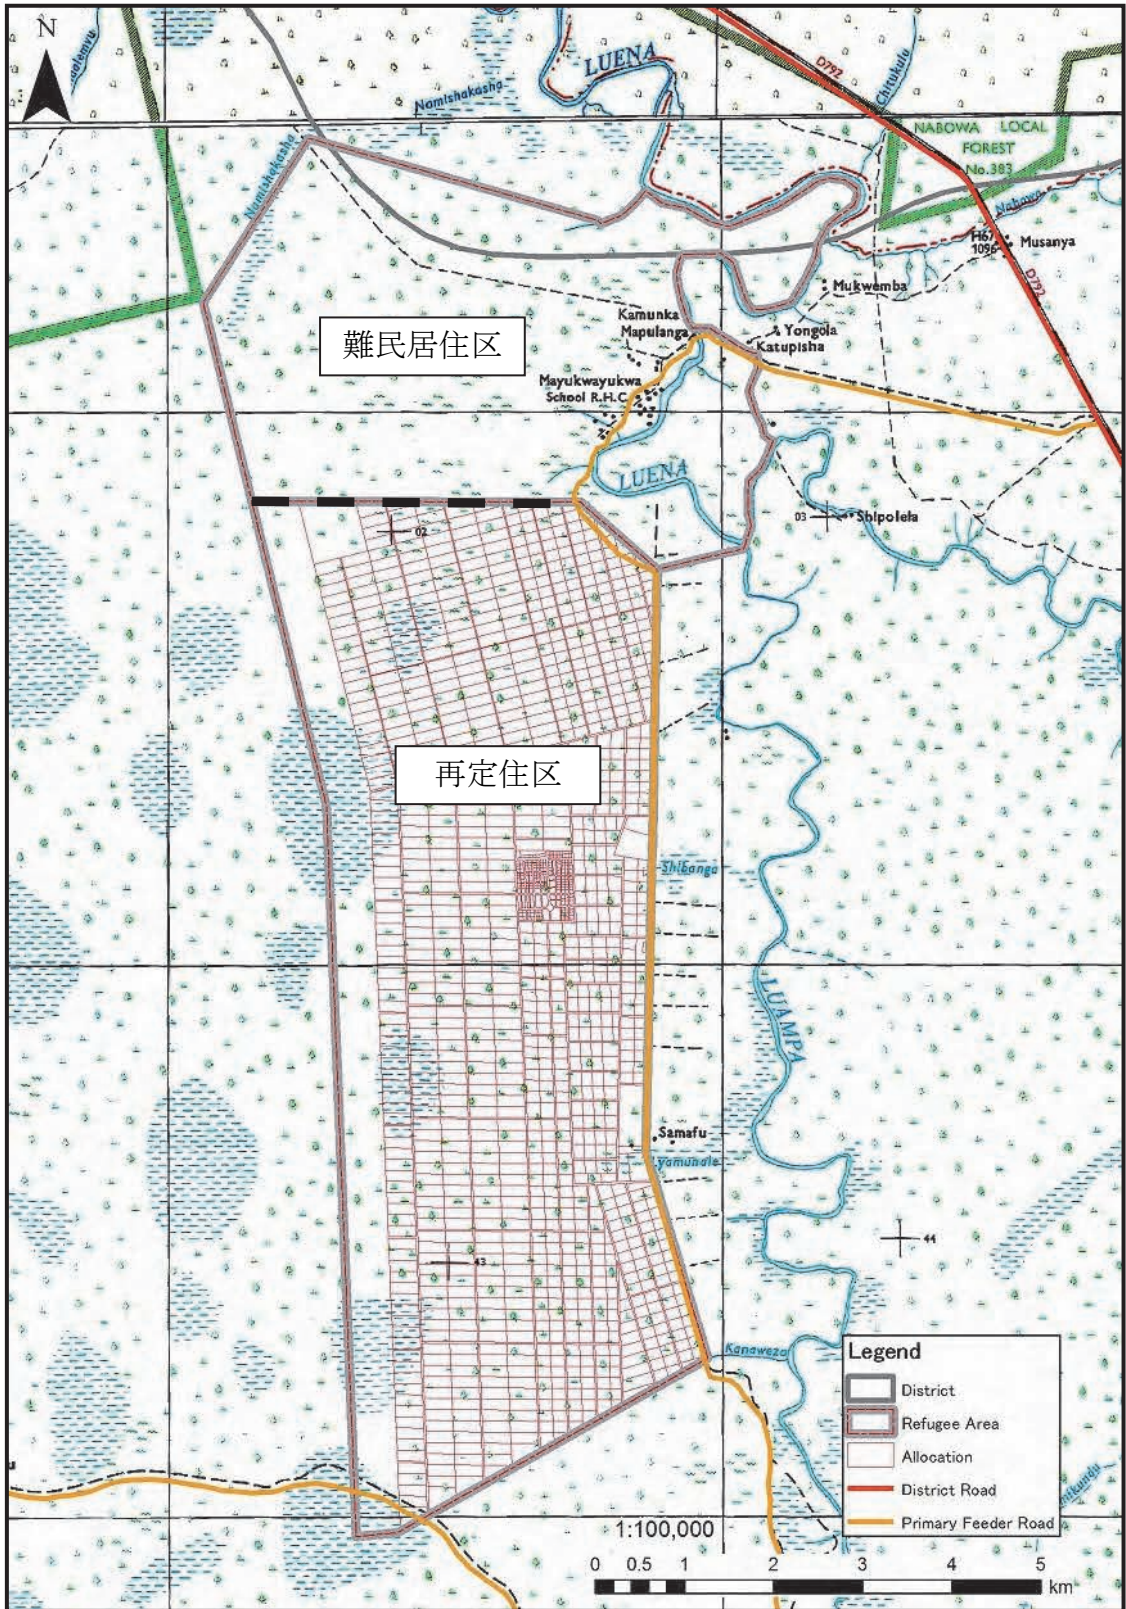 N
LUENA
D792
Chitukulu
Namishakasha
NABOWA LOCAL
FOREST
No.383
Namishakasha
Nabowa
H67
1096
Musanya
D792
Mukwemba
難民居住区
Kamunka
Mapulanga
Yongola
Katupisha
Mayukwayukwa
School R.H.C
LUENA
02
03
Shipolela
再定住区
Shibanga
LUAMPA
Samafu
yamunale
44
43
Kanaweza
Legend
District
Refugee Area
Allocation
District Road
Primary Feeder Road
1:100,000
0 0.5 1 2 3 4 5
km